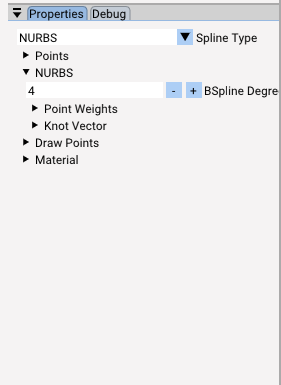 Properties Debug
NURBS Spline Type
Points
NURBS
4 - + BSpline Degre
Point Weights
Knot Vector
Draw Points
Material